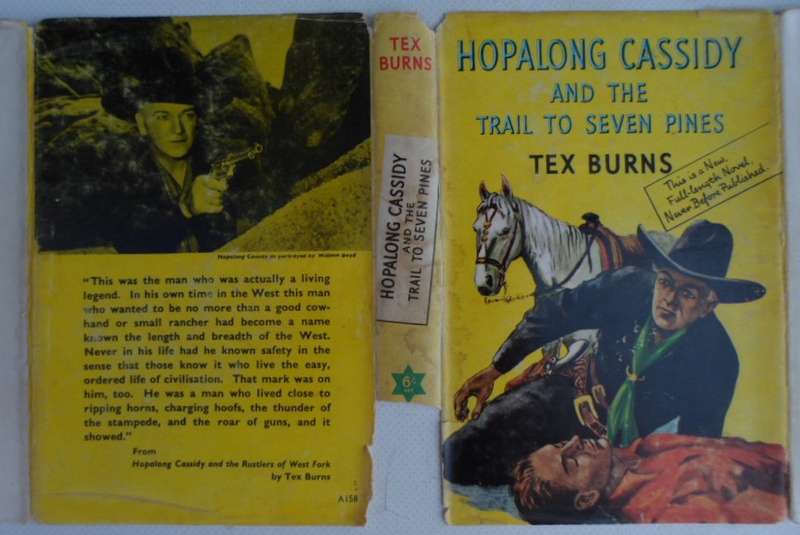 Hopalong Cassidy as portrayed by William Boyd
"This was the man who was actually a living
legend. In his own time in the West this man
who wanted to be no more than a good cow-
hand or small rancher had become a name
known the length and breadth of the West.
Never in his life had he known safety in the
sense that those know it who live the easy,
ordered life of civilisation. That mark was on
him, too. He was a man who lived close to
ripping horns, charging hoofs, the thunder of
the stampede, and the roar of guns, and it
showed."
From
Hopalong Cassidy and the Rustlers of West Fork
by Tex Burns
A158
TEX
BURNS
HOPALONG CASSIDY
AND THE
TRAIL TO SEVEN PINES
6/-
NET
HOPALONG CASSIDY
AND THE
TRAIL TO SEVEN PINES
TEX BURNS
This is a New,
Full-length Novel,
Never Before Published.